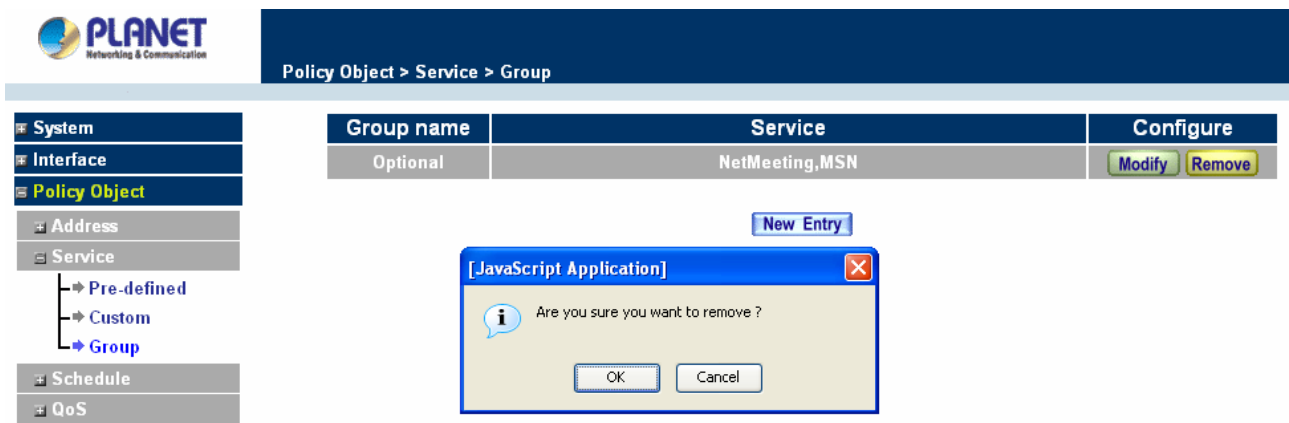 PLANET
Networking & Communication
Policy Object > Service > Group
System
Interface
Policy Object
Address
Service
Pre-defined
Custom
Group
Schedule
QoS
Group name Service Configure
Optional NetMeeting,MSN Modify Remove
New Entry
[JavaScript Application]
Are you sure you want to remove ?
OK Cancel